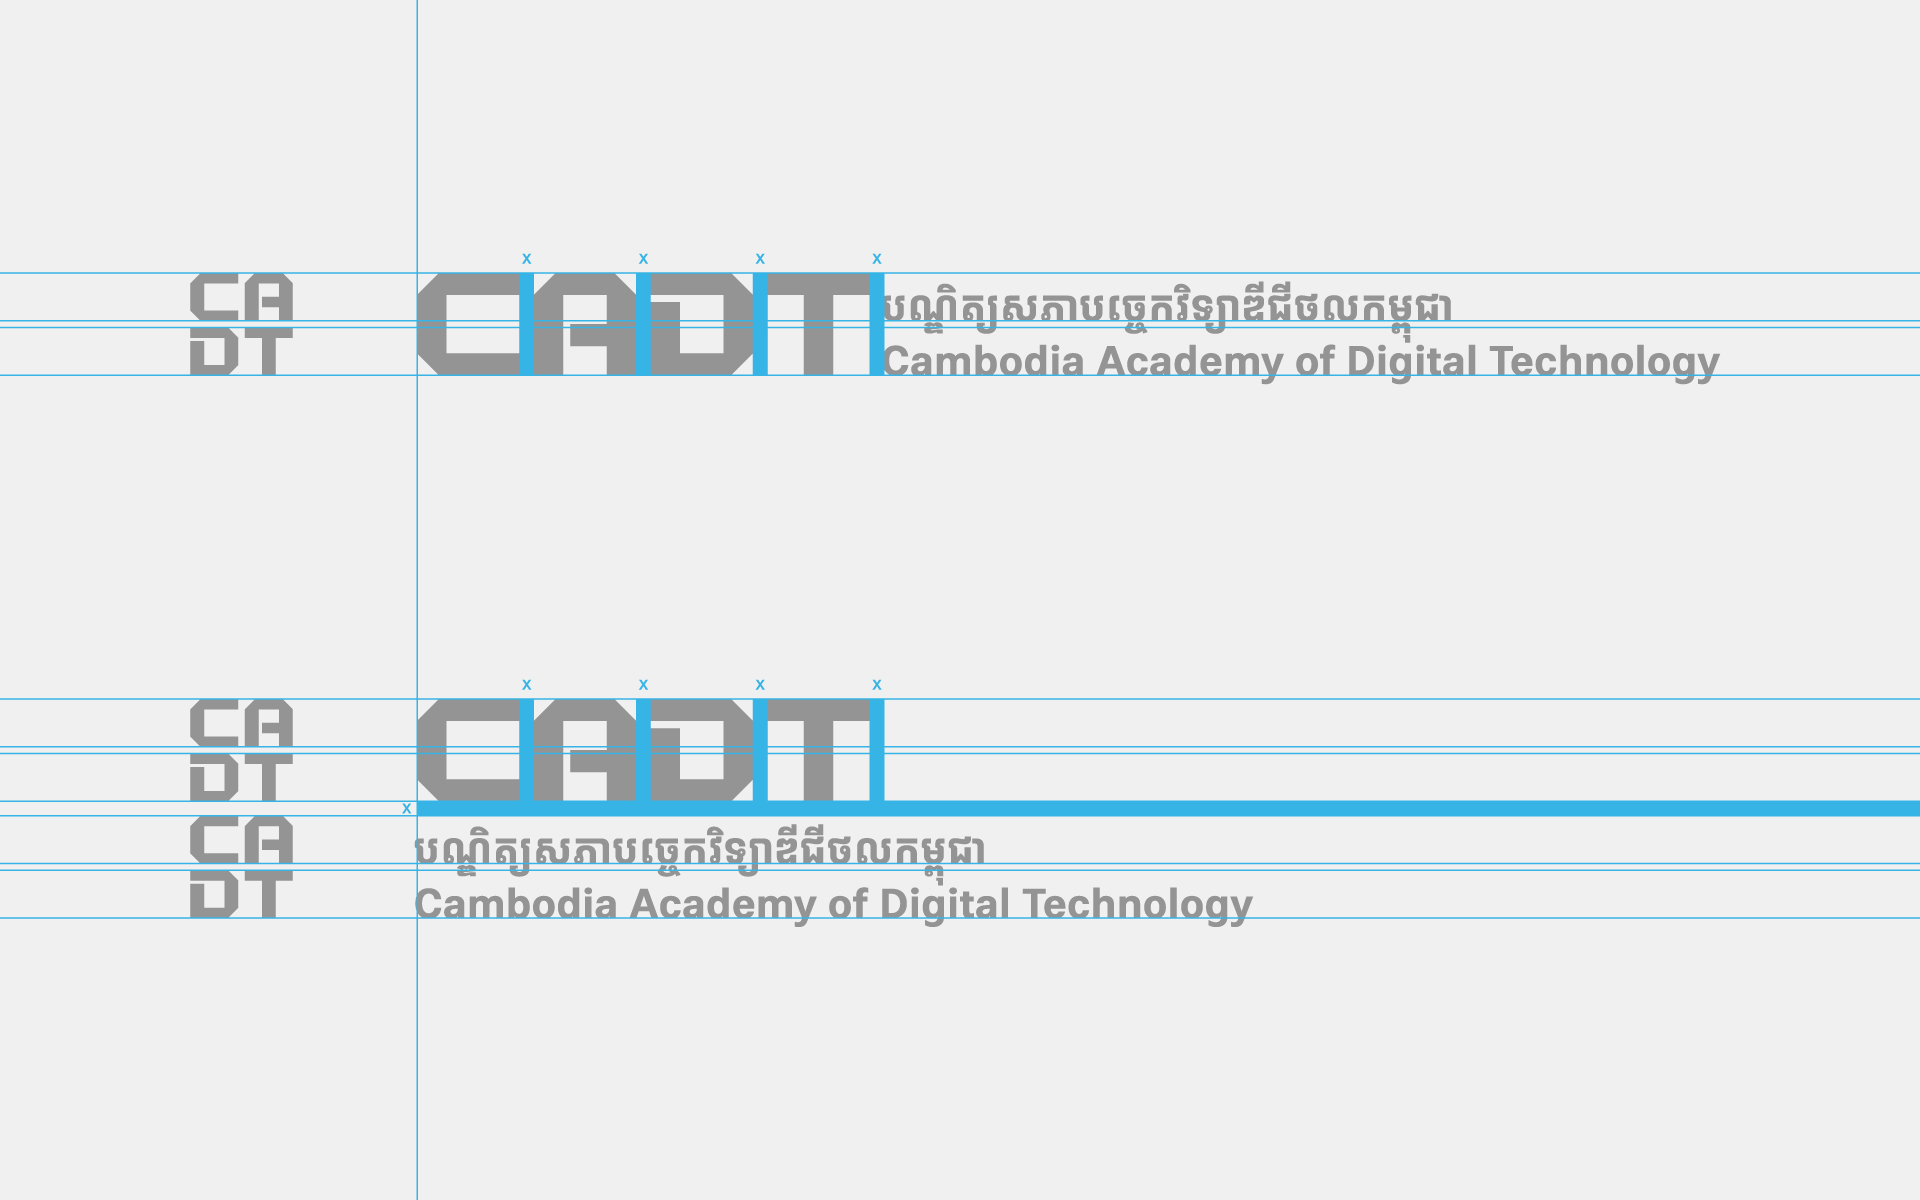 x x x x
CA
DT
CADT
បណ្ឌិត្យសភាបច្ចេកវិទ្យាឌីជីថលកម្ពុជា
Cambodia Academy of Digital Technology
x x x x
CA
DT
CADT
x
CA
DT
បណ្ឌិត្យសភាបច្ចេកវិទ្យាឌីជីថលកម្ពុជា
Cambodia Academy of Digital Technology